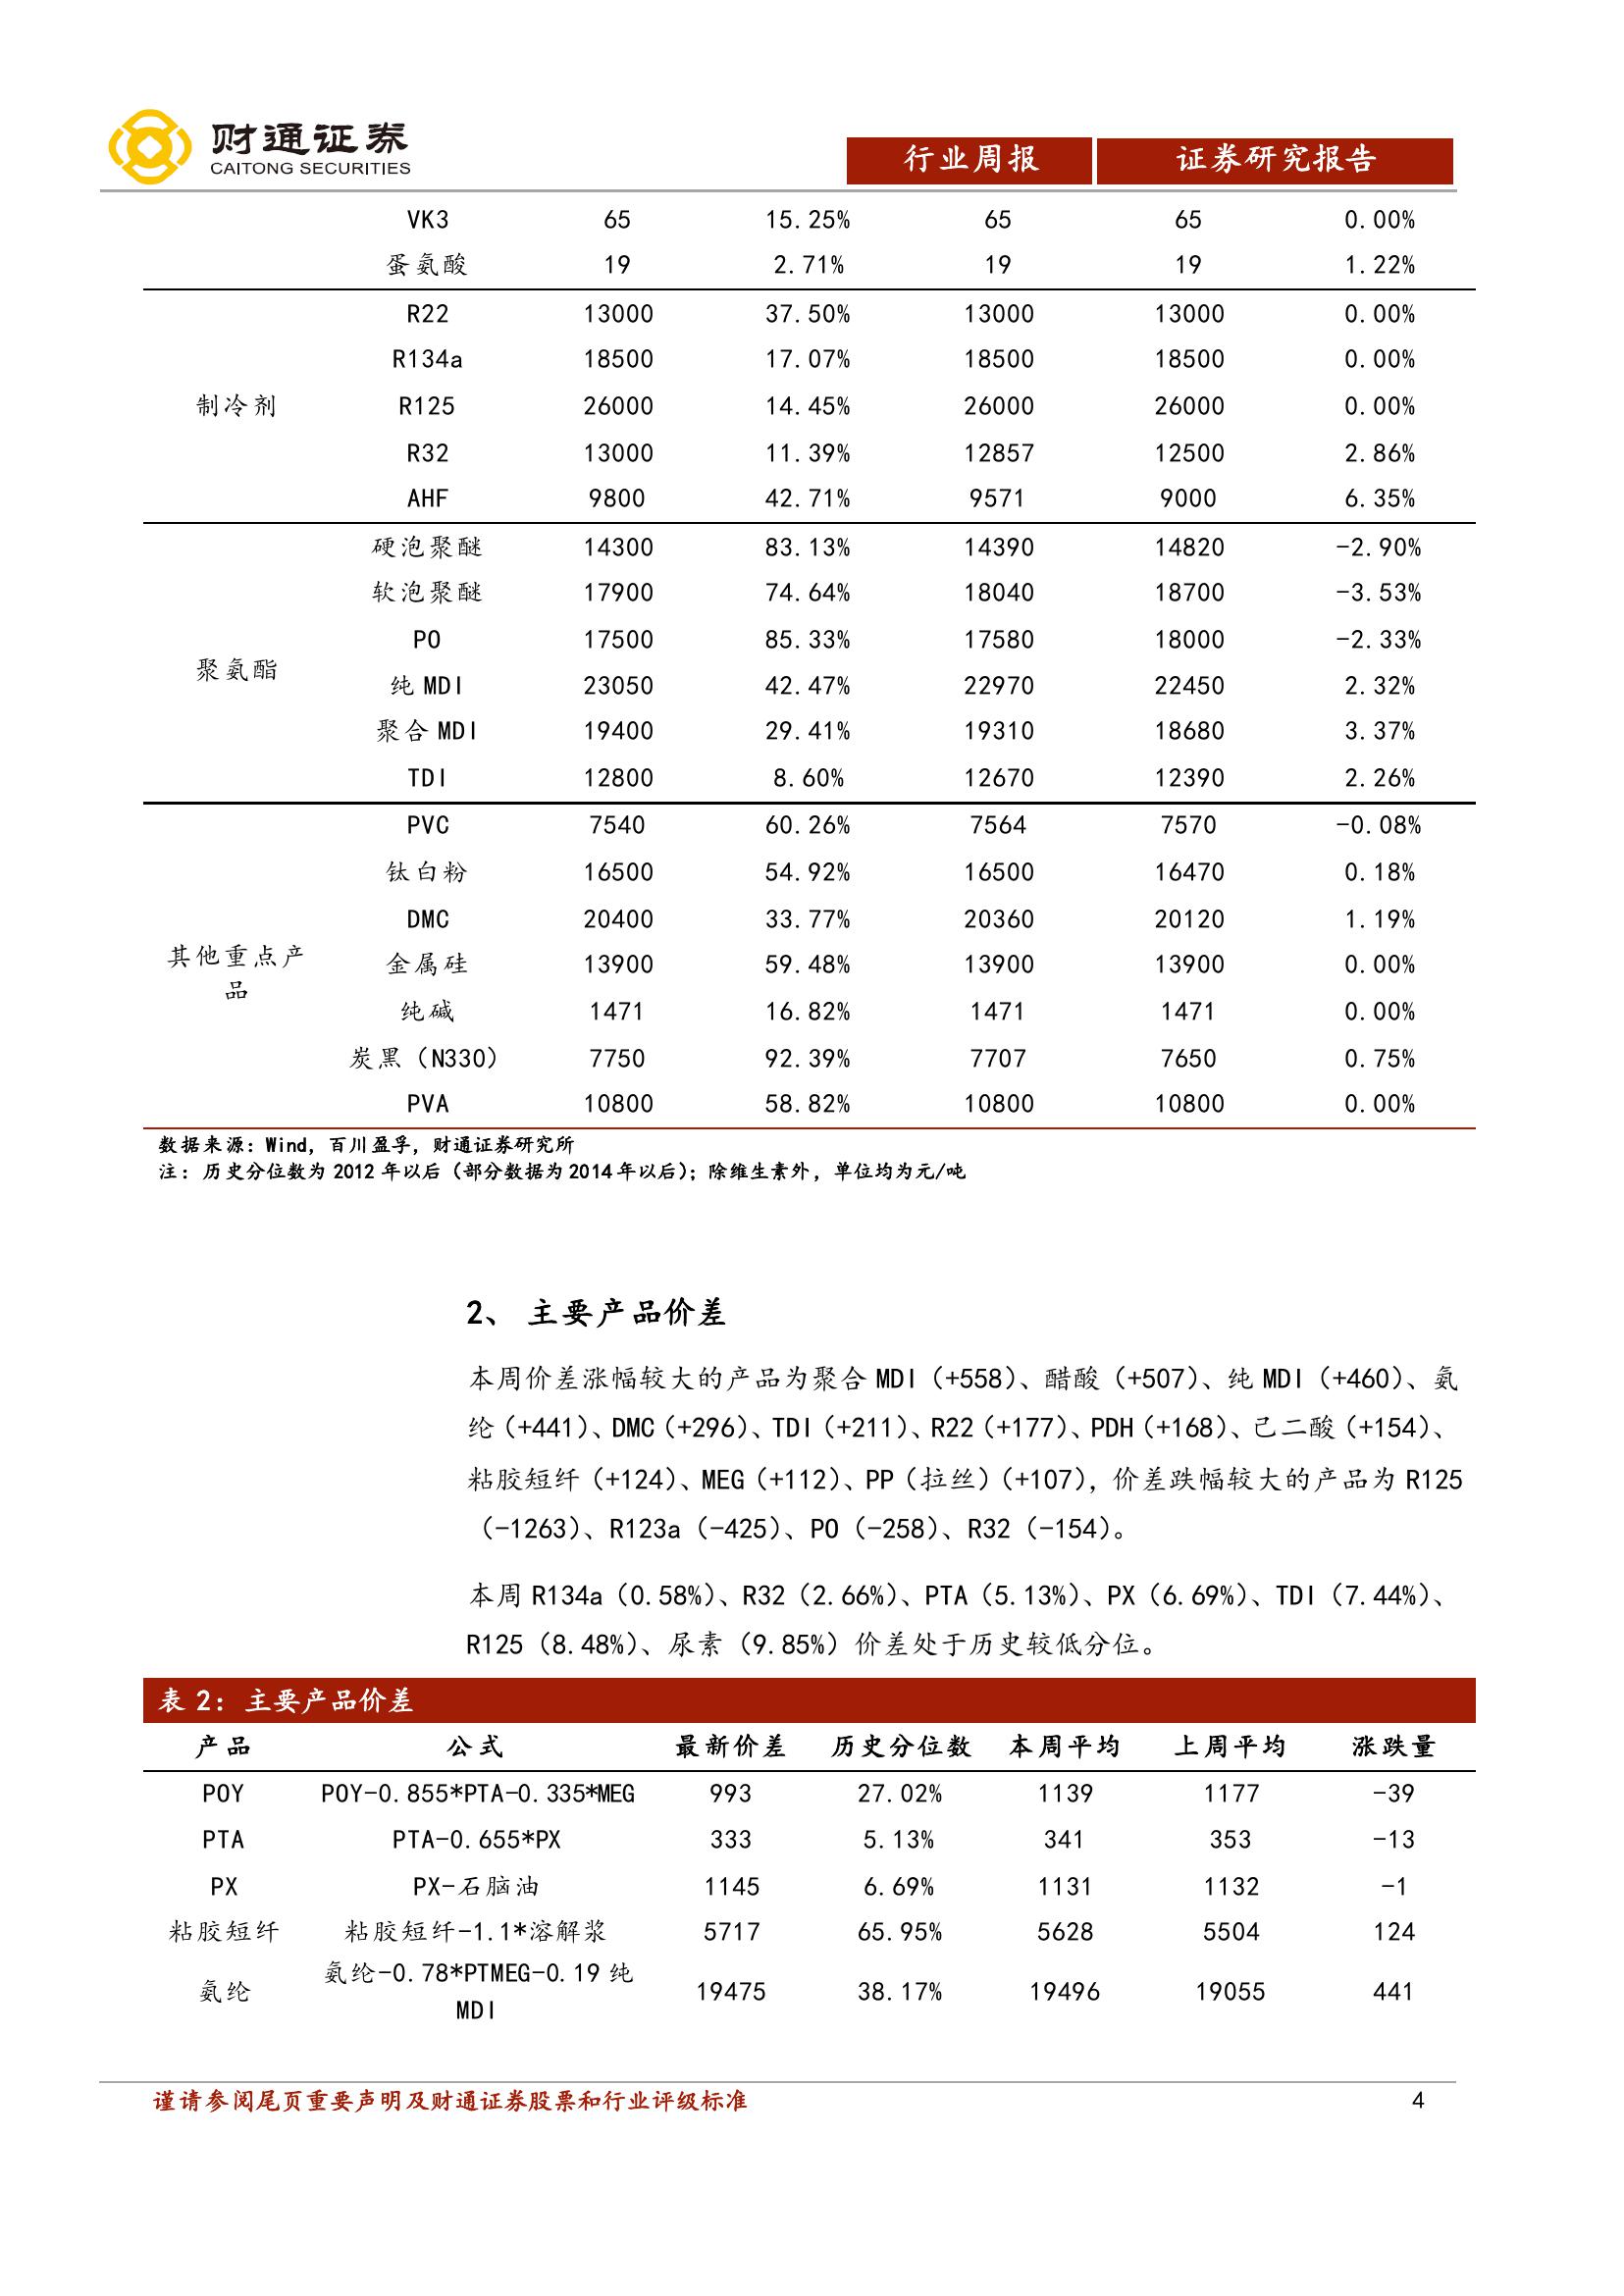 财通证券
CAITONG SECURITIES
行业周报 证券研究报告
VK3 65 15.25% 65 65 0.00%
蛋氨酸 19 2.71% 19 19 1.22%
R22 13000 37.50% 13000 13000 0.00%
R134a 18500 17.07% 18500 18500 0.00%
制冷剂 R125 26000 14.45% 26000 26000 0.00%
R32 13000 11.39% 12857 12500 2.86%
AHF 9800 42.71% 9571 9000 6.35%
硬泡聚醚 14300 83.13% 14390 14820 -2.90%
软泡聚醚 17900 74.64% 18040 18700 -3.53%
PO 17500 85.33% 17580 18000 -2.33%
聚氨酯
纯 MDI 23050 42.47% 22970 22450 2.32%
聚合 MDI 19400 29.41% 19310 18680 3.37%
TDI 12800 8.60% 12670 12390 2.26%
PVC 7540 60.26% 7564 7570 -0.08%
钛白粉 16500 54.92% 16500 16470 0.18%
DMC 20400 33.77% 20360 20120 1.19%
其他重点产
品
金属硅 13900 59.48% 13900 13900 0.00%
纯碱 1471 16.82% 1471 1471 0.00%
炭黑（N330） 7750 92.39% 7707 7650 0.75%
PVA 10800 58.82% 10800 10800 0.00%
数据来源：Wind，百川盈孚，财通证券研究所
注：历史分位数为 2012 年以后（部分数据为 2014 年以后）；除维生素外，单位均为元/吨
2、 主要产品价差
本周价差涨幅较大的产品为聚合 MDI（+558）、醋酸（+507）、纯 MDI（+460）、氨
纶（+441）、DMC（+296）、TDI（+211）、R22（+177）、PDH（+168）、己二酸（+154）、
粘胶短纤（+124）、MEG（+112）、PP（拉丝）（+107），价差跌幅较大的产品为 R125
（-1263）、R123a（-425）、PO（-258）、R32（-154）。
本周 R134a（0.58%）、R32（2.66%）、PTA（5.13%）、PX（6.69%）、TDI（7.44%）、
R125（8.48%）、尿素（9.85%）价差处于历史较低分位。
表 2：主要产品价差
产品 公式 最新价差 历史分位数 本周平均 上周平均 涨跌量
POY POY-0.855*PTA-0.335*MEG 993 27.02% 1139 1177 -39
PTA PTA-0.655*PX 333 5.13% 341 353 -13
PX PX-石脑油 1145 6.69% 1131 1132 -1
粘胶短纤 粘胶短纤-1.1*溶解浆 5717 65.95% 5628 5504 124
氨纶 氨纶-0.78*PTMEG-0.19 纯
MDI 19475 38.17% 19496 19055 441
谨请参阅尾页重要声明及财通证券股票和行业评级标准 4